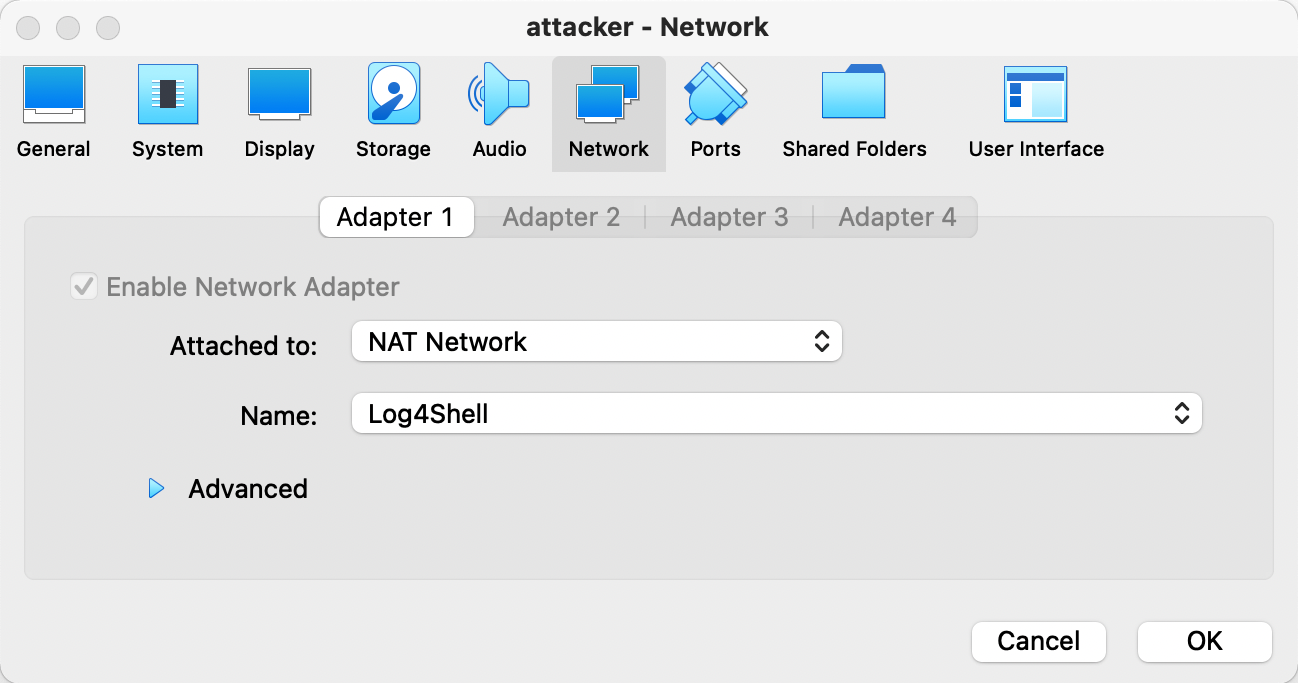 attacker - Network
General System Display Storage Audio Network Ports Shared Folders User Interface
Adapter 1 Adapter 2 Adapter 3 Adapter 4
Enable Network Adapter
Attached to: NAT Network
Name: Log4Shell
Advanced
Cancel OK